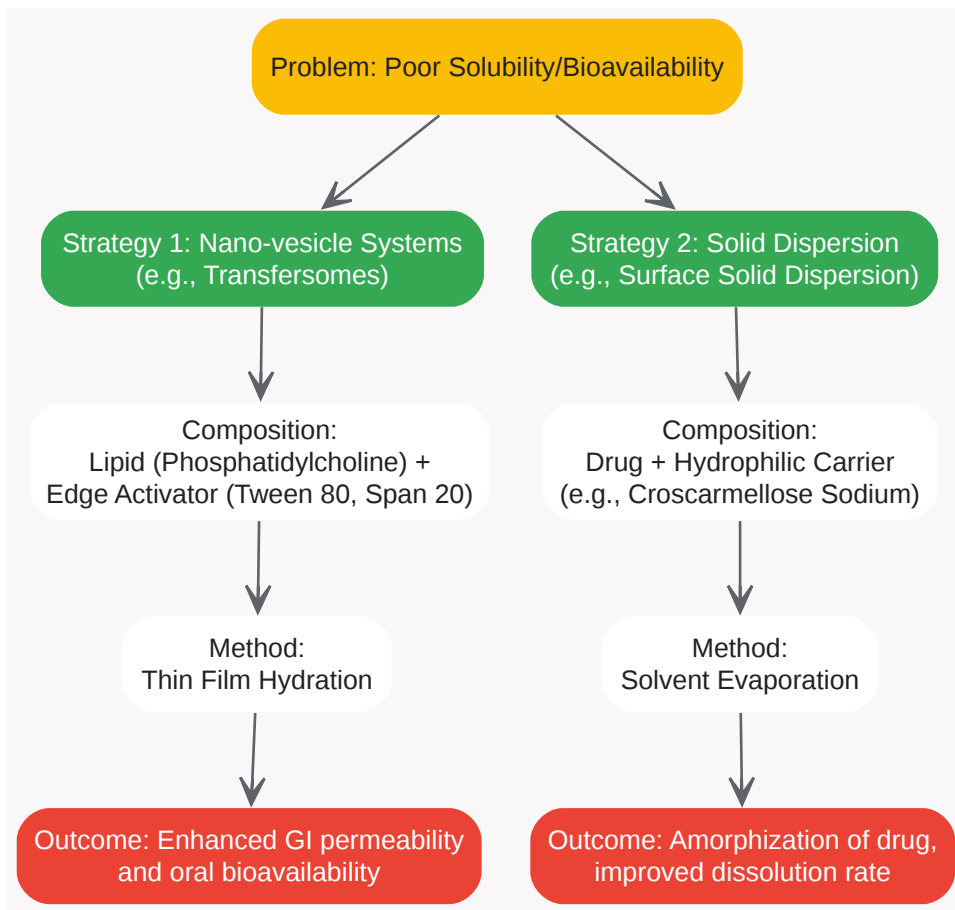 Problem: Poor Solubility/Bioavailability
Strategy 1: Nano-vesicle Systems
(e.g., Transfersomes)
Strategy 2: Solid Dispersion
(e.g., Surface Solid Dispersion)
Composition:
Lipid (Phosphatidylcholine) +
Edge Activator (Tween 80, Span 20)
Composition:
Drug + Hydrophilic Carrier
(e.g., Croscarmellose Sodium)
Method:
Thin Film Hydration
Method:
Solvent Evaporation
Outcome: Enhanced GI permeability
and oral bioavailability
Outcome: Amorphization of drug,
improved dissolution rate